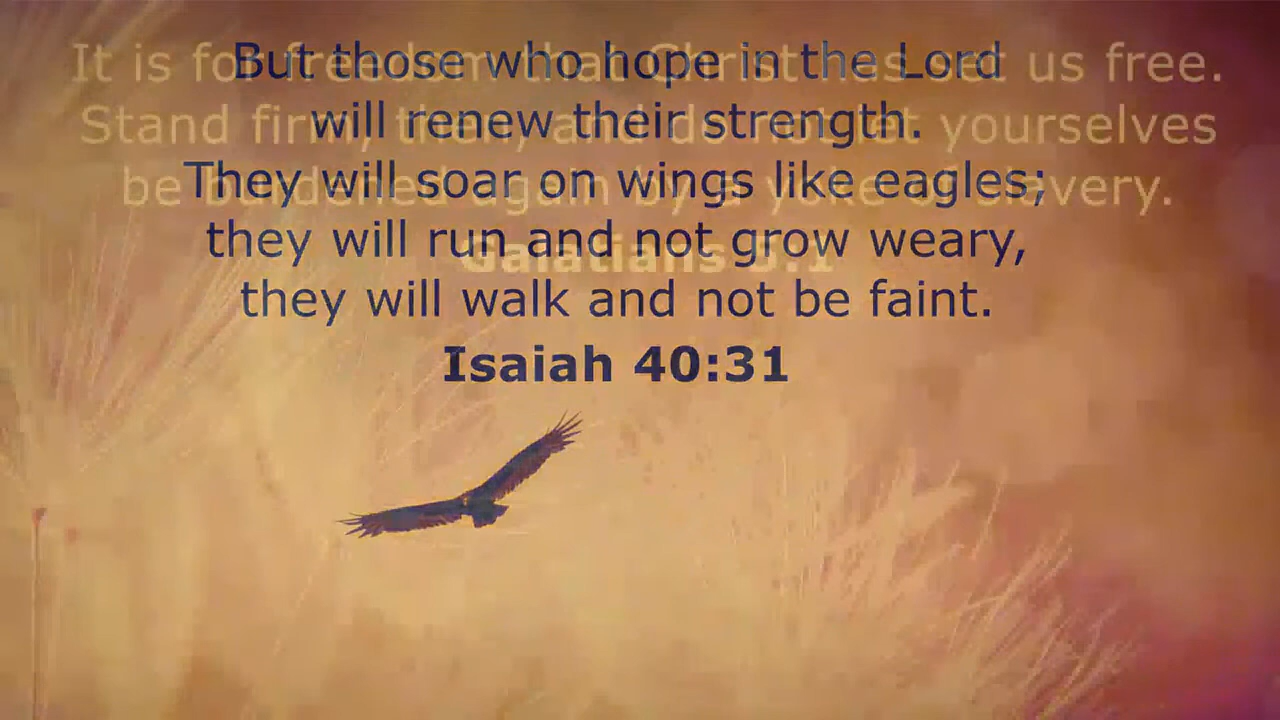 But those who hope in the Lord
will renew their strength.
They will soar on wings like eagles;
they will run and not grow weary,
they will walk and not be faint.
Isaiah 40:31
It is for freedom that Christ has set us free.
Stand firm, then, and do not let yourselves
be burdened again by a yoke of slavery.
Galatians 5:1